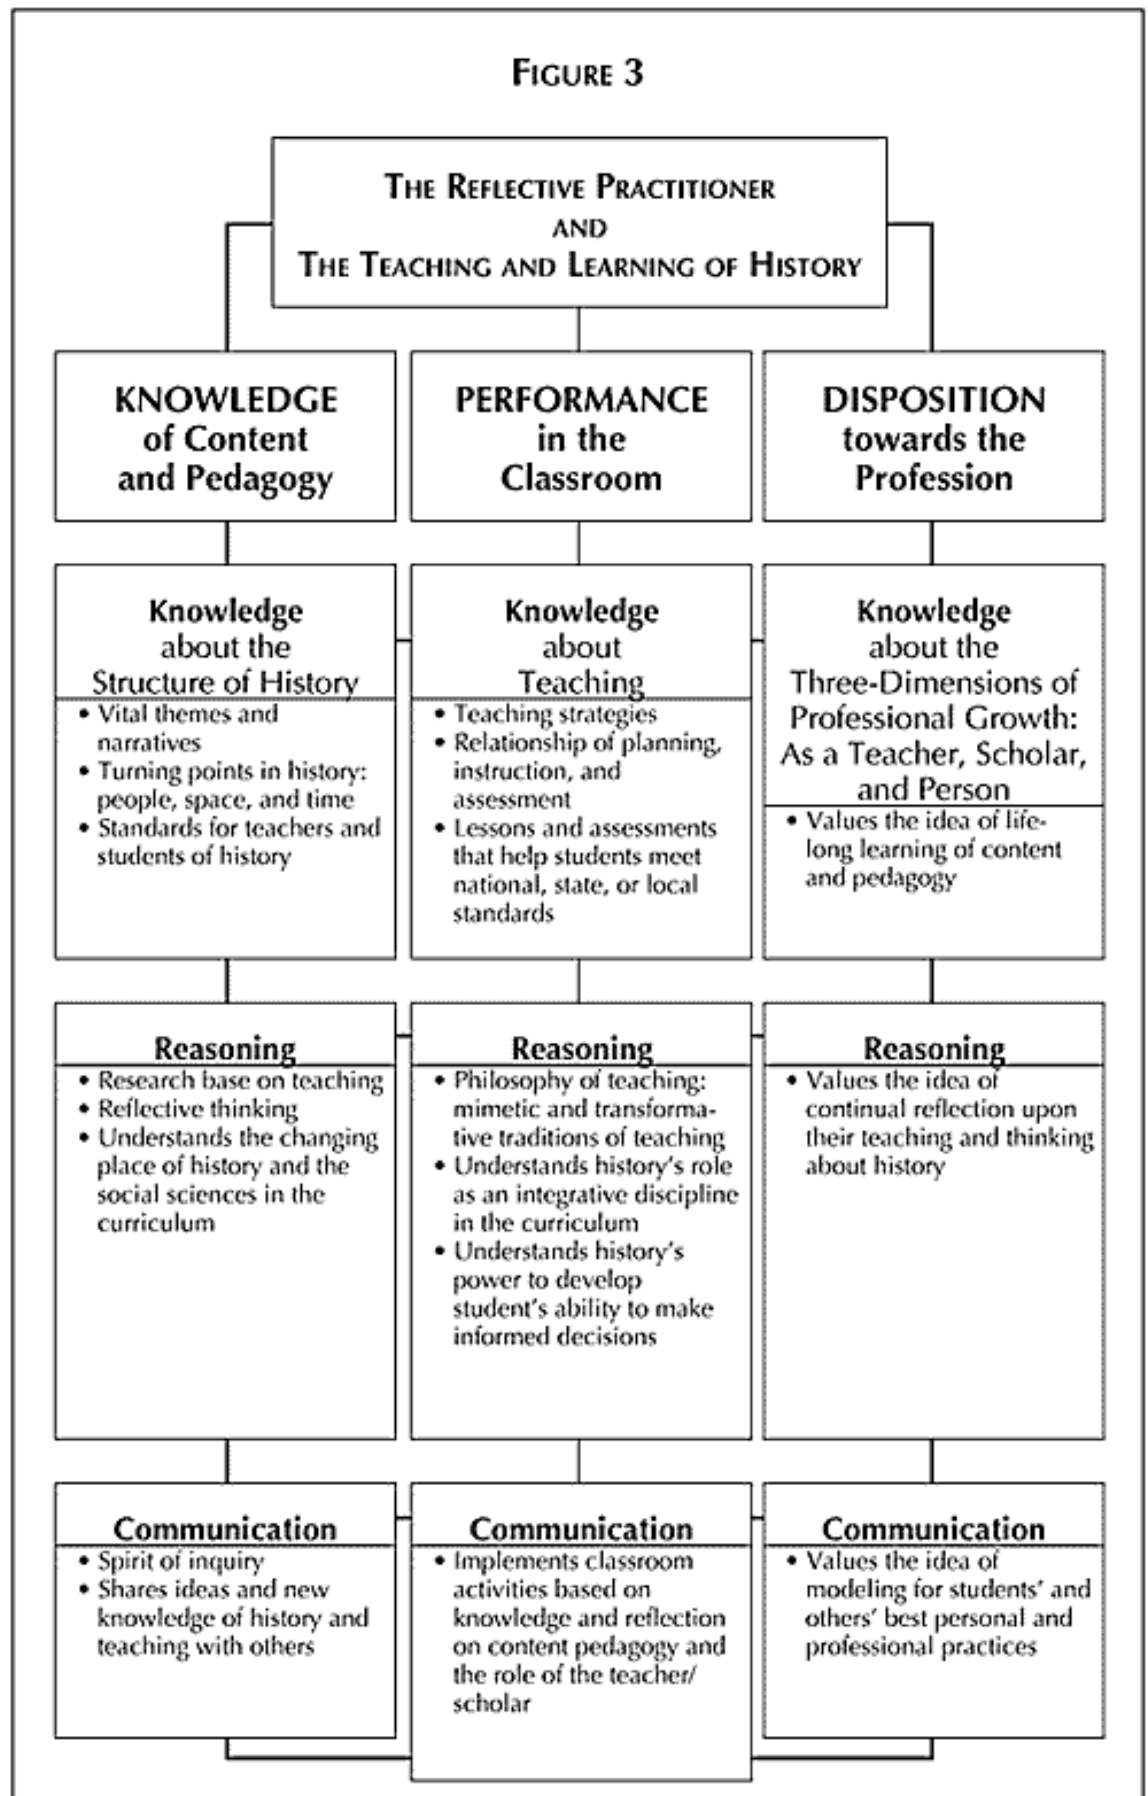 FIGURE 3
THE REFLECTIVE PRACTITIONER
AND
THE TEACHING AND LEARNING OF HISTORY
KNOWLEDGE
of Content
and Pedagogy
PERFORMANCE
in the
Classroom
DISPOSITION
towards the
Profession
Knowledge
about the
Structure of History
• Vital themes and
narratives
• Turning points in history:
people, space, and time
• Standards for teachers and
students of history
Knowledge
about
Teaching
• Teaching strategies
• Relationship of planning,
instruction, and
assessment
• Lessons and assessments
that help students meet
national, state, or local
standards
Knowledge
about the
Three-Dimensions of
Professional Growth:
As a Teacher, Scholar,
and Person
• Values the idea of life-
long learning of content
and pedagogy
Reasoning
• Research base on teaching
• Reflective thinking
• Understands the changing
place of history and the
social sciences in the
curriculum
Reasoning
• Philosophy of teaching:
mimetic and transforma-
tive traditions of teaching
• Understands history's role
as an integrative discipline
in the curriculum
• Understands history's
power to develop
student's ability to make
informed decisions
Reasoning
• Values the idea of
continual reflection upon
their teaching and thinking
about history
Communication
• Spirit of inquiry
• Shares ideas and new
knowledge of history and
teaching with others
Communication
• Implements classroom
activities based on
knowledge and reflection
on content pedagogy and
the role of the teacher/
scholar
Communication
• Values the idea of
modeling for students' and
others' best personal and
professional practices